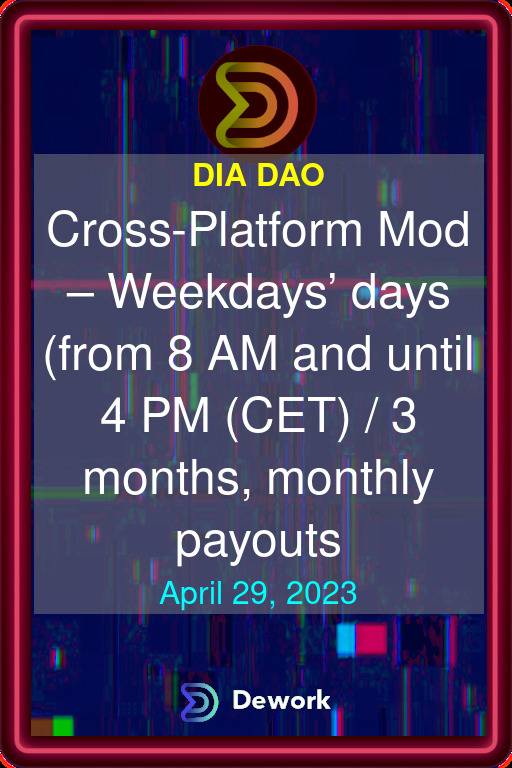 DIA DAO
Cross-Platform Mod
– Weekdays’ days
(from 8 AM and until
4 PM (CET) / 3
months, monthly
payouts
April 29, 2023
Dework